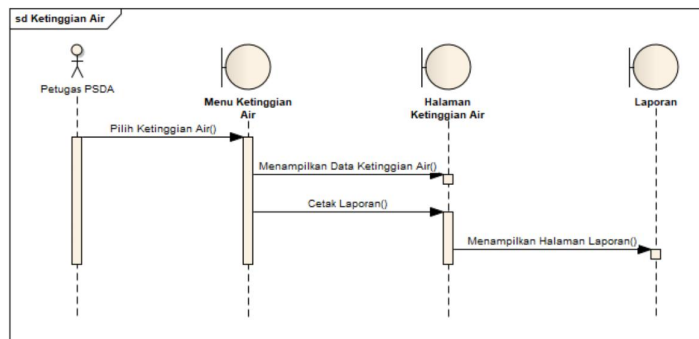 sd Ketinggian Air
Petugas PSDA
Menu Ketinggian
Air
Halaman
Ketinggian Air
Laporan
Pilih Ketinggian Air()
Menampilkan Data Ketinggian Air()
Cetak Laporan()
Menampilkan Halaman Laporan()